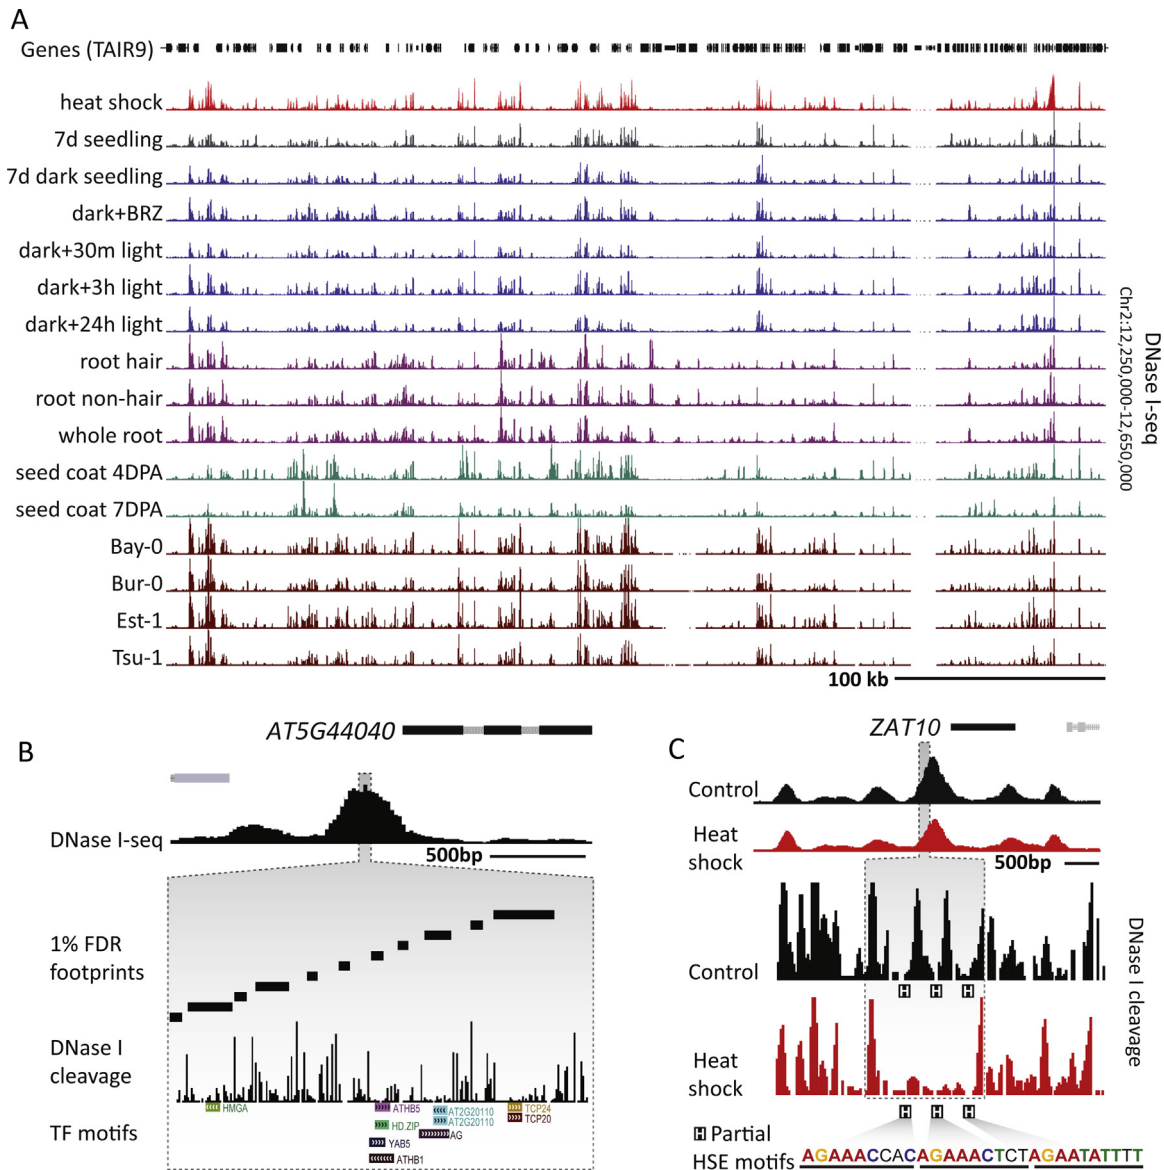 A
Genes (TAIR9)
heat shock
7d seedling
7d dark seedling
dark+BRZ
dark+30m light
dark+3h light
dark+24h light
root hair
root non-hair
whole root
seed coat 4DPA
seed coat 7DPA
Bay-0
Bur-0
Est-1
Tsu-1
100 kb
DNase I-seq
Chr2:12,250,000-12,650,000
B
AT5G44040
DNase I-seq
500bp
1% FDR
footprints
DNase I
cleavage
TF motifs
HMGA
ATHB5
HD.ZIP
YAB5
ATHB1
AT2G20110
AT2G20110
AG
TCP24
TCP20
C
ZAT10
Control
Heat
shock
500bp
Control
H H H
Heat
shock
H H H
DNase I cleavage
H Partial
HSE motifs
AGAAACCACAGAAACTCTAGAATATTTT